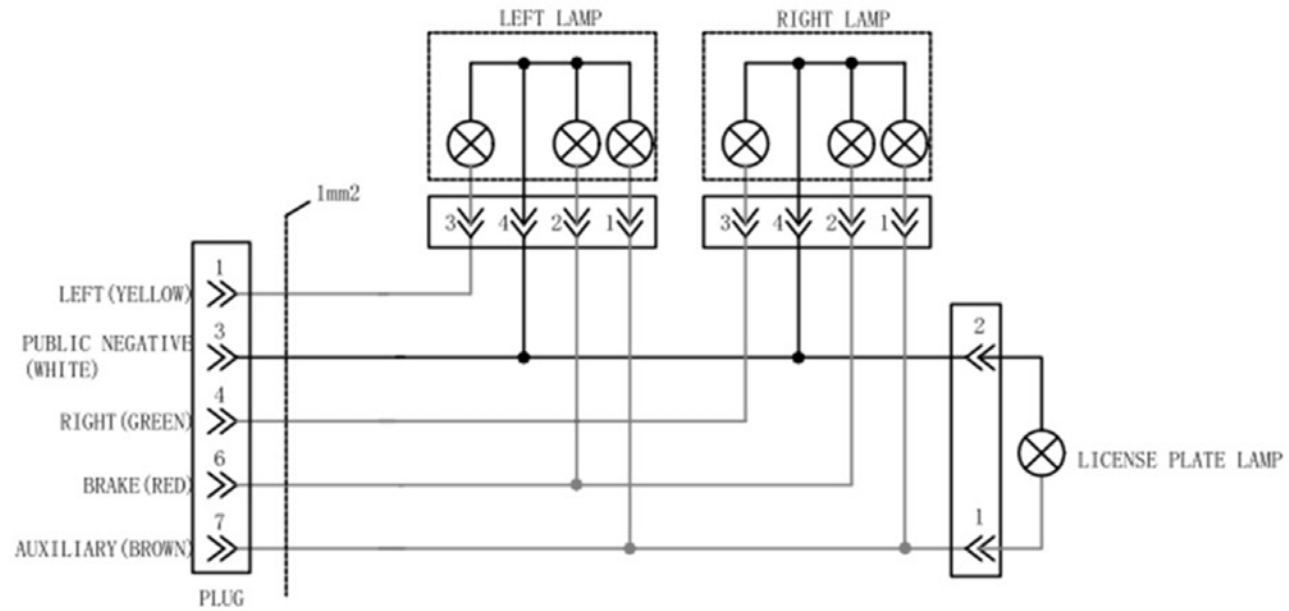 LEFT LAMP
RIGHT LAMP
1mm2
3 4 2 1
3 4 2 1
1
LEFT(YELLOW)
3
PUBLIC NEGATIVE
(WHITE)
2
4
RIGHT(GREEN)
6
BRAKE(RED)
LICENSE PLATE LAMP
7
AUXILIARY(BROWN)
1
PLUG